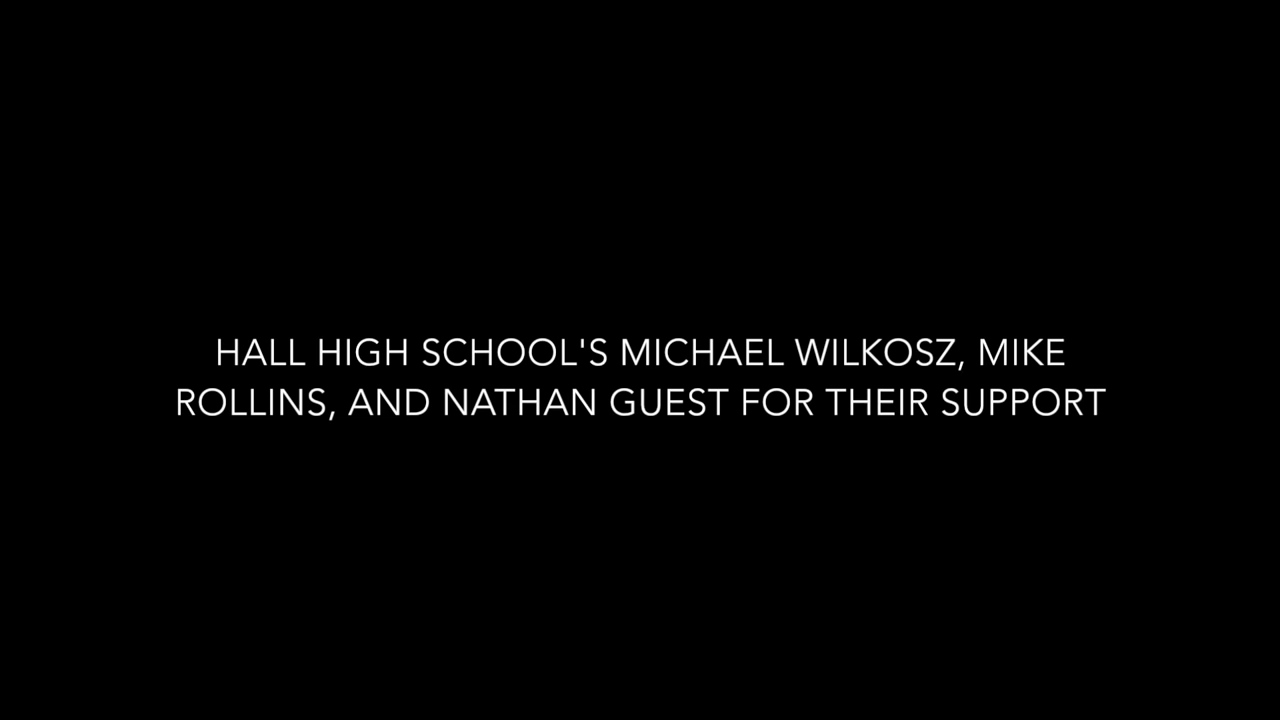 HALL HIGH SCHOOL'S MICHAEL WILKOSZ, MIKE
ROLLINS, AND NATHAN GUEST FOR THEIR SUPPORT